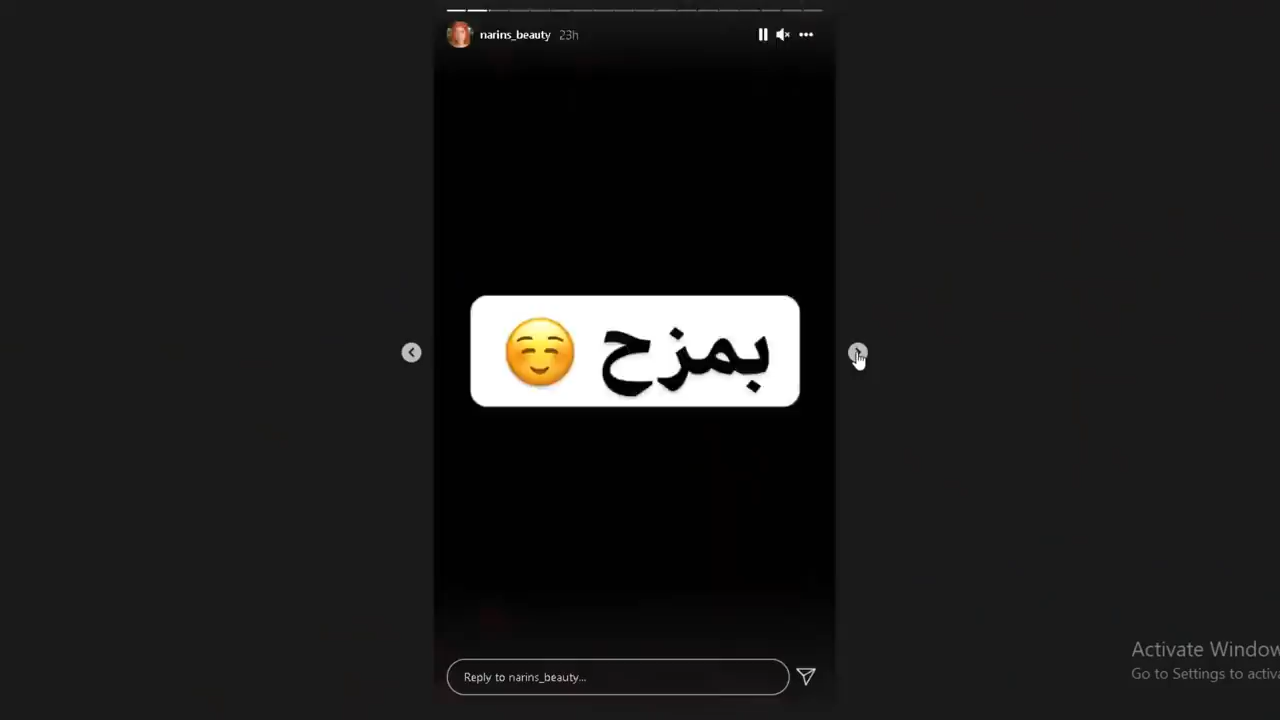 narins_beauty 23h
بمزح ☺️
Reply to narins_beauty...
Activate Window
Go to Settings to activa